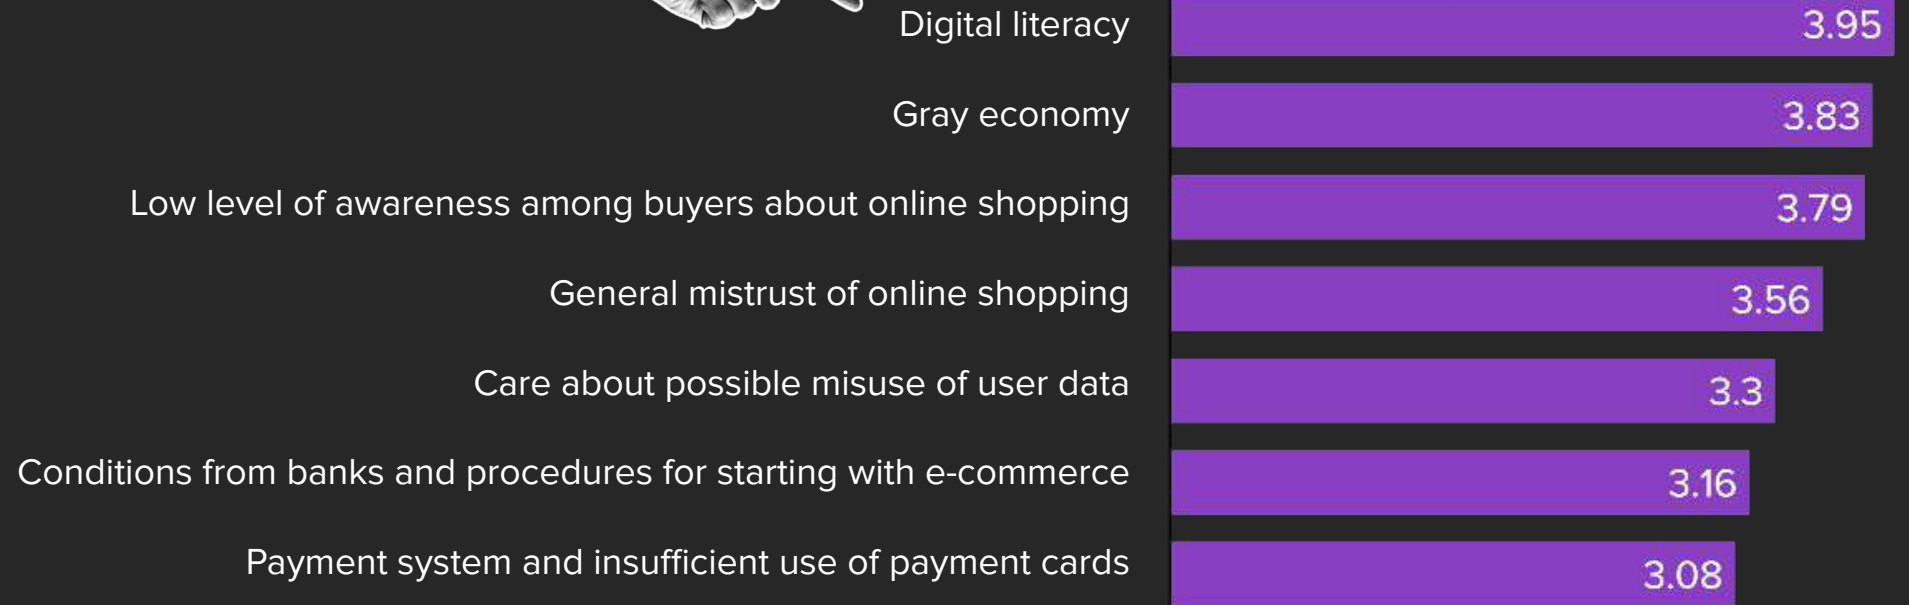 Digital literacy 3.95
Gray economy 3.83
Low level of awareness among buyers about online shopping 3.79
General mistrust of online shopping 3.56
Care about possible misuse of user data 3.3
Conditions from banks and procedures for starting with e-commerce 3.16
Payment system and insufficient use of payment cards 3.08